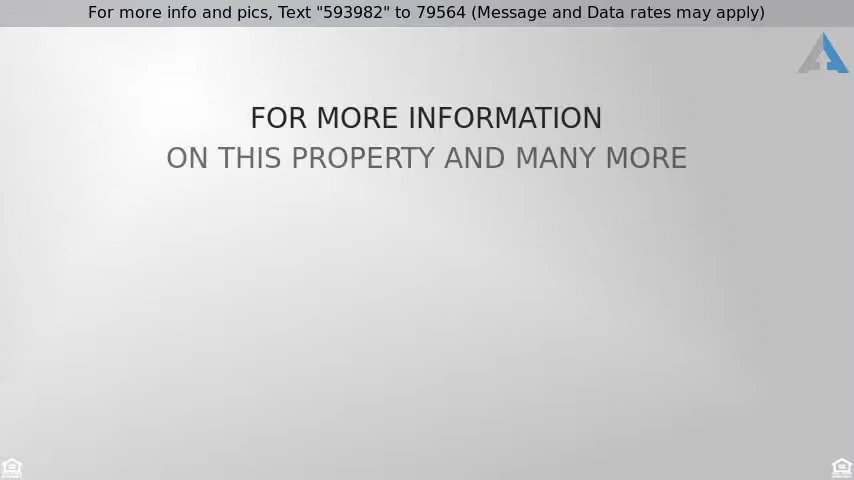 For more info and pics, Text "593982" to 79564 (Message and Data rates may apply)
FOR MORE INFORMATION
ON THIS PROPERTY AND MANY MORE